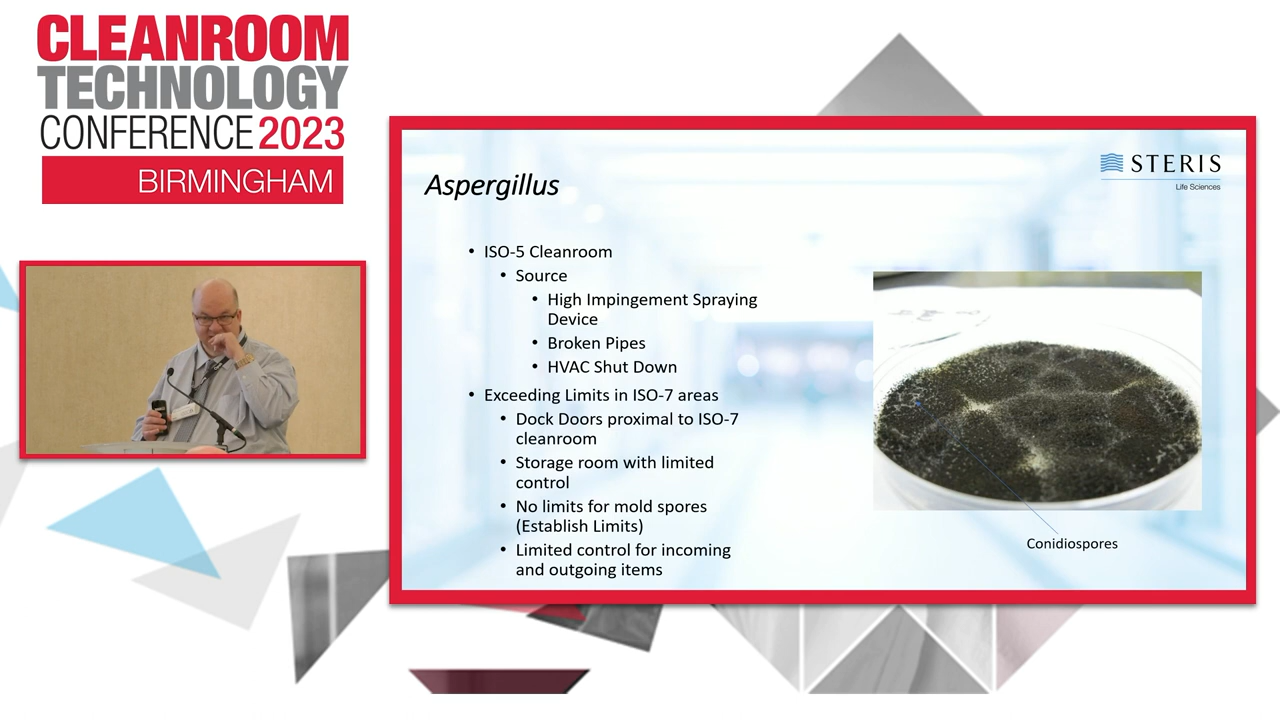 CLEANROOM
TECHNOLOGY
CONFERENCE 2023
BIRMINGHAM
STERIS
Life Sciences
Aspergillus
• ISO-5 Cleanroom
• Source
• High Impingement Spraying
Device
• Broken Pipes
• HVAC Shut Down
• Exceeding Limits in ISO-7 areas
• Dock Doors proximal to ISO-7
cleanroom
• Storage room with limited
control
• No limits for mold spores
(Establish Limits)
• Limited control for incoming
and outgoing items
Conidiospores